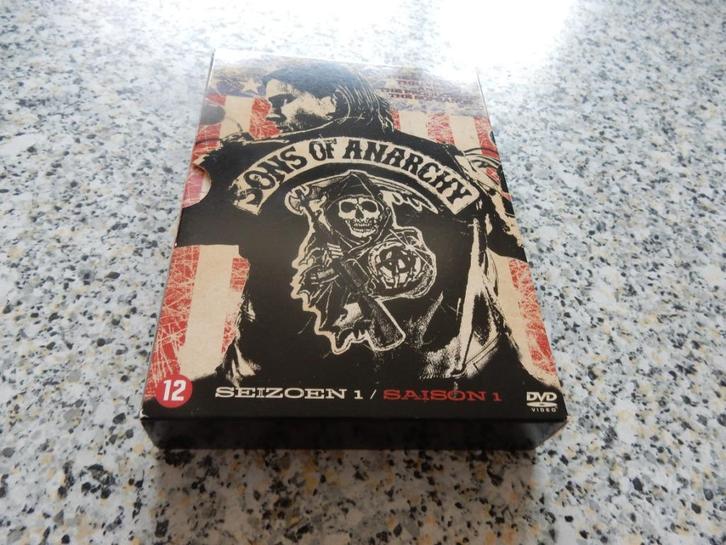 SONS OF ANARCHY
12
SEIZOEN 1 / SAISON 1
DVD
VIDEO